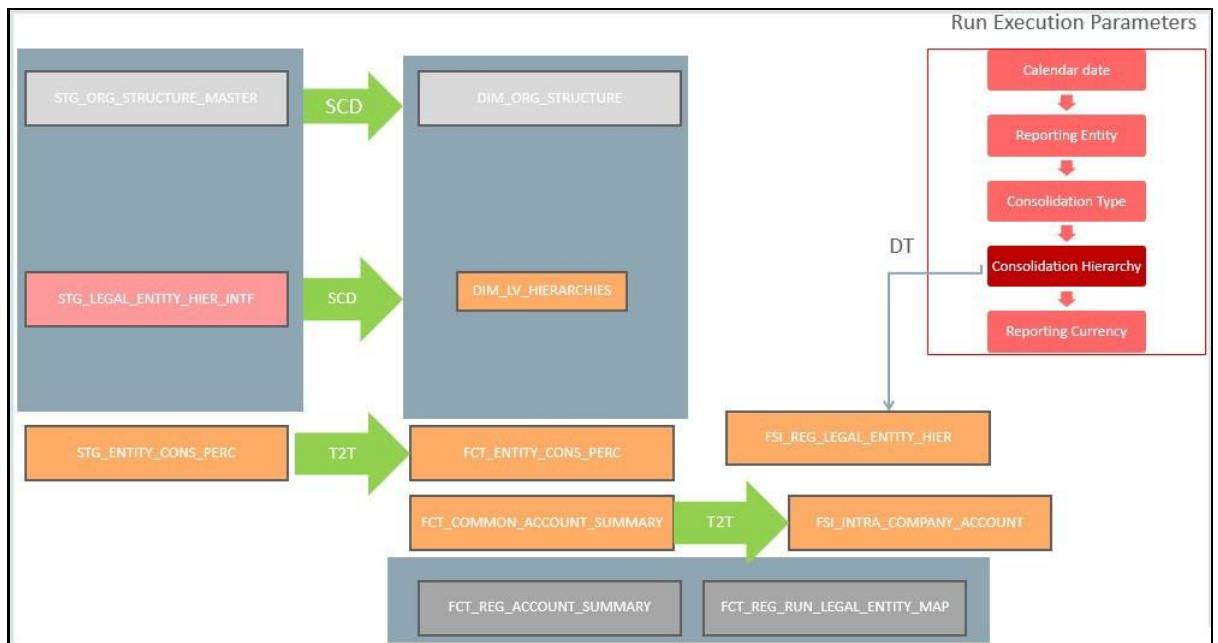 Run Execution Parameters
STG_ORG_STRUCTURE_MASTER
SCD
DIM_ORG_STRUCTURE
Calendar date
Reporting Entity
Consolidation Type
DT
Consolidation Hierarchy
STG_LEGAL_ENTITY_HIER_INTF
SCD
DIM_LV_HIERARCHIES
Reporting Currency
STG_ENTITY_CONS_PERC
T2T
FCT_ENTITY_CONS_PERC
FSI_REG_LEGAL_ENTITY_HIER
FCT_COMMON_ACCOUNT_SUMMARY
T2T
FSI_INTRA_COMPANY_ACCOUNT
FCT_REG_ACCOUNT_SUMMARY
FCT_REG_RUN_LEGAL_ENTITY_MAP